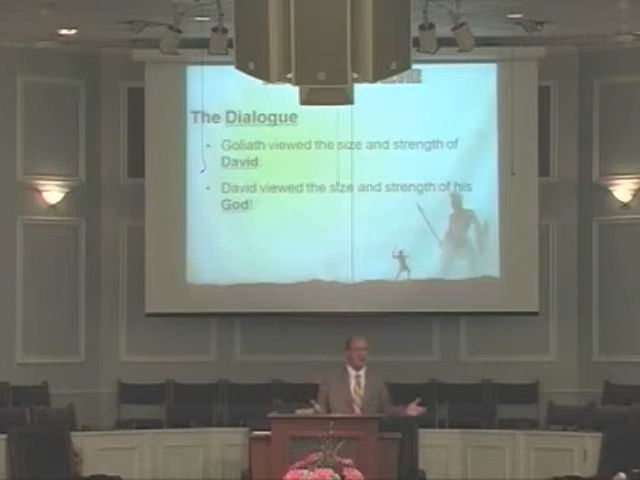 The Dialogue
• Goliath viewed the size and strength of
David.
• David viewed the size and strength of his
God!